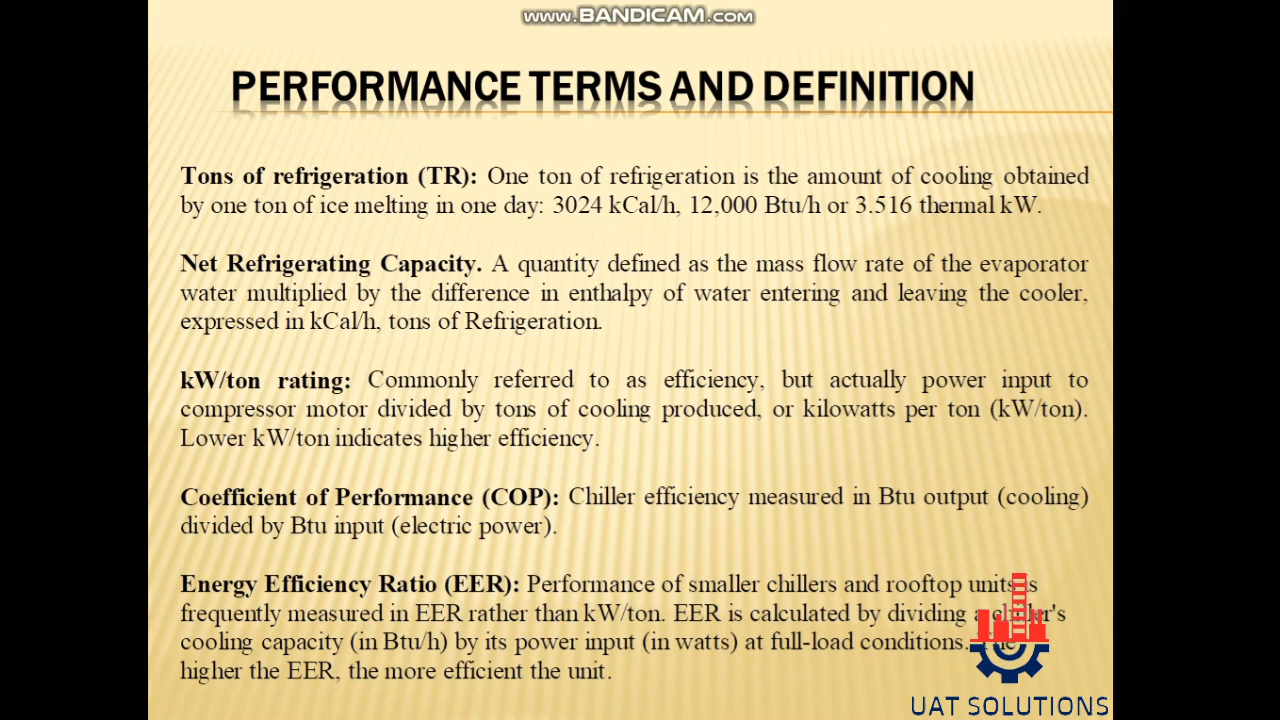 www.BANDICAM.com
PERFORMANCE TERMS AND DEFINITION
Tons of refrigeration (TR): One ton of refrigeration is the amount of cooling obtained
by one ton of ice melting in one day: 3024 kCal/h, 12,000 Btu/h or 3.516 thermal kW.
Net Refrigerating Capacity. A quantity defined as the mass flow rate of the evaporator
water multiplied by the difference in enthalpy of water entering and leaving the cooler,
expressed in kCal/h, tons of Refrigeration.
kW/ton rating: Commonly referred to as efficiency, but actually power input to
compressor motor divided by tons of cooling produced, or kilowatts per ton (kW/ton).
Lower kW/ton indicates higher efficiency.
Coefficient of Performance (COP): Chiller efficiency measured in Btu output (cooling)
divided by Btu input (electric power).
Energy Efficiency Ratio (EER): Performance of smaller chillers and rooftop units is
frequently measured in EER rather than kW/ton. EER is calculated by dividing a chiller's
cooling capacity (in Btu/h) by its power input (in watts) at full-load conditions. The
higher the EER, the more efficient the unit.
UAT SOLUTIONS